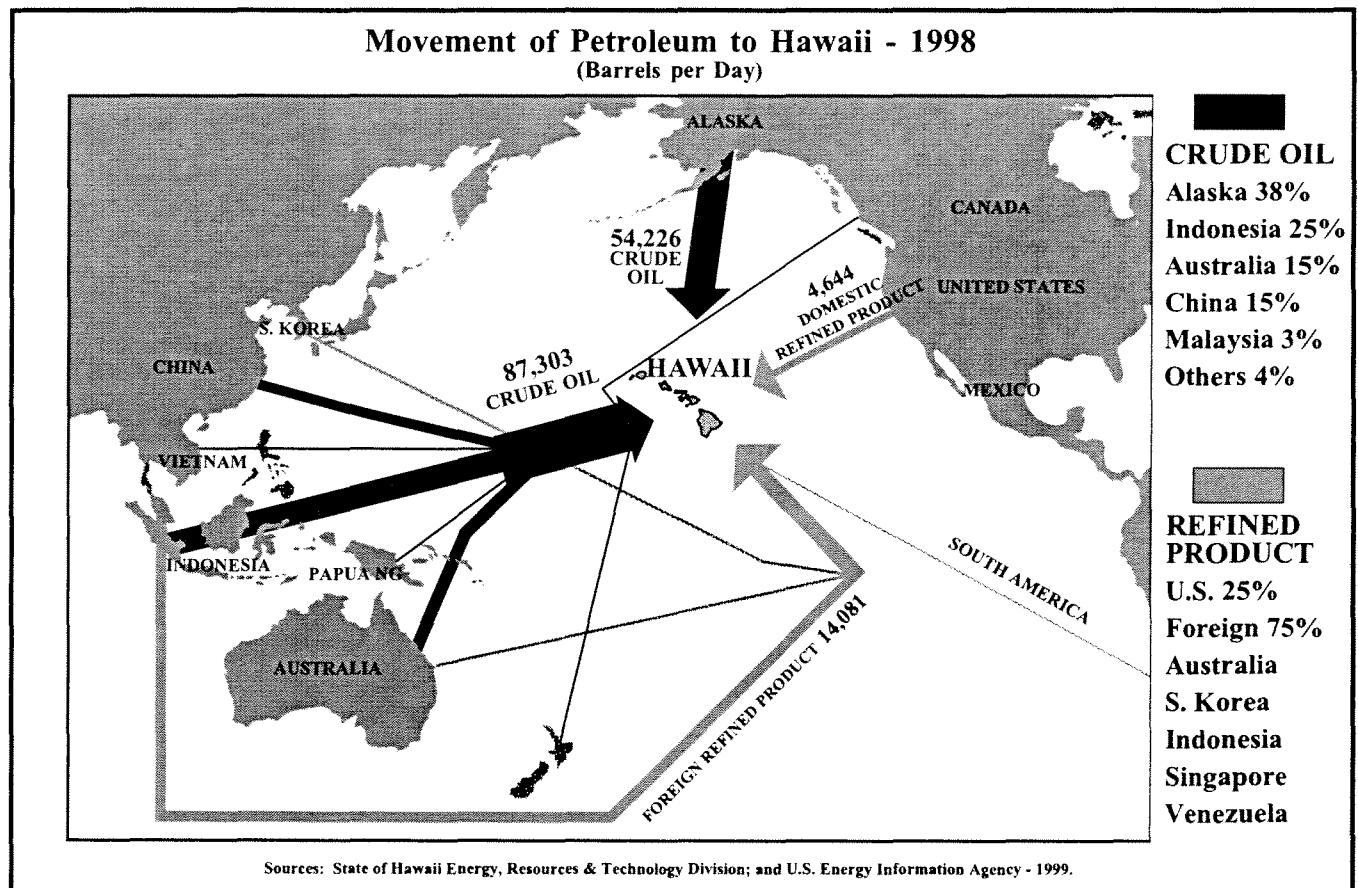 Movement of Petroleum to Hawaii - 1998
(Barrels per Day)
ALASKA
CANADA
54,226
CRUDE
OIL
4,644
DOMESTIC
REFINED PRODUCT
UNITED STATES
S. KOREA
CHINA
87,303
CRUDE OIL
HAWAII
MEXICO
VIETNAM
INDONESIA
PAPUA NG
SOUTH AMERICA
AUSTRALIA
FOREIGN REFINED PRODUCT 14,081
CRUDE OIL
Alaska 38%
Indonesia 25%
Australia 15%
China 15%
Malaysia 3%
Others 4%
REFINED
PRODUCT
U.S. 25%
Foreign 75%
Australia
S. Korea
Indonesia
Singapore
Venezuela
Sources: State of Hawaii Energy, Resources & Technology Division; and U.S. Energy Information Agency - 1999.